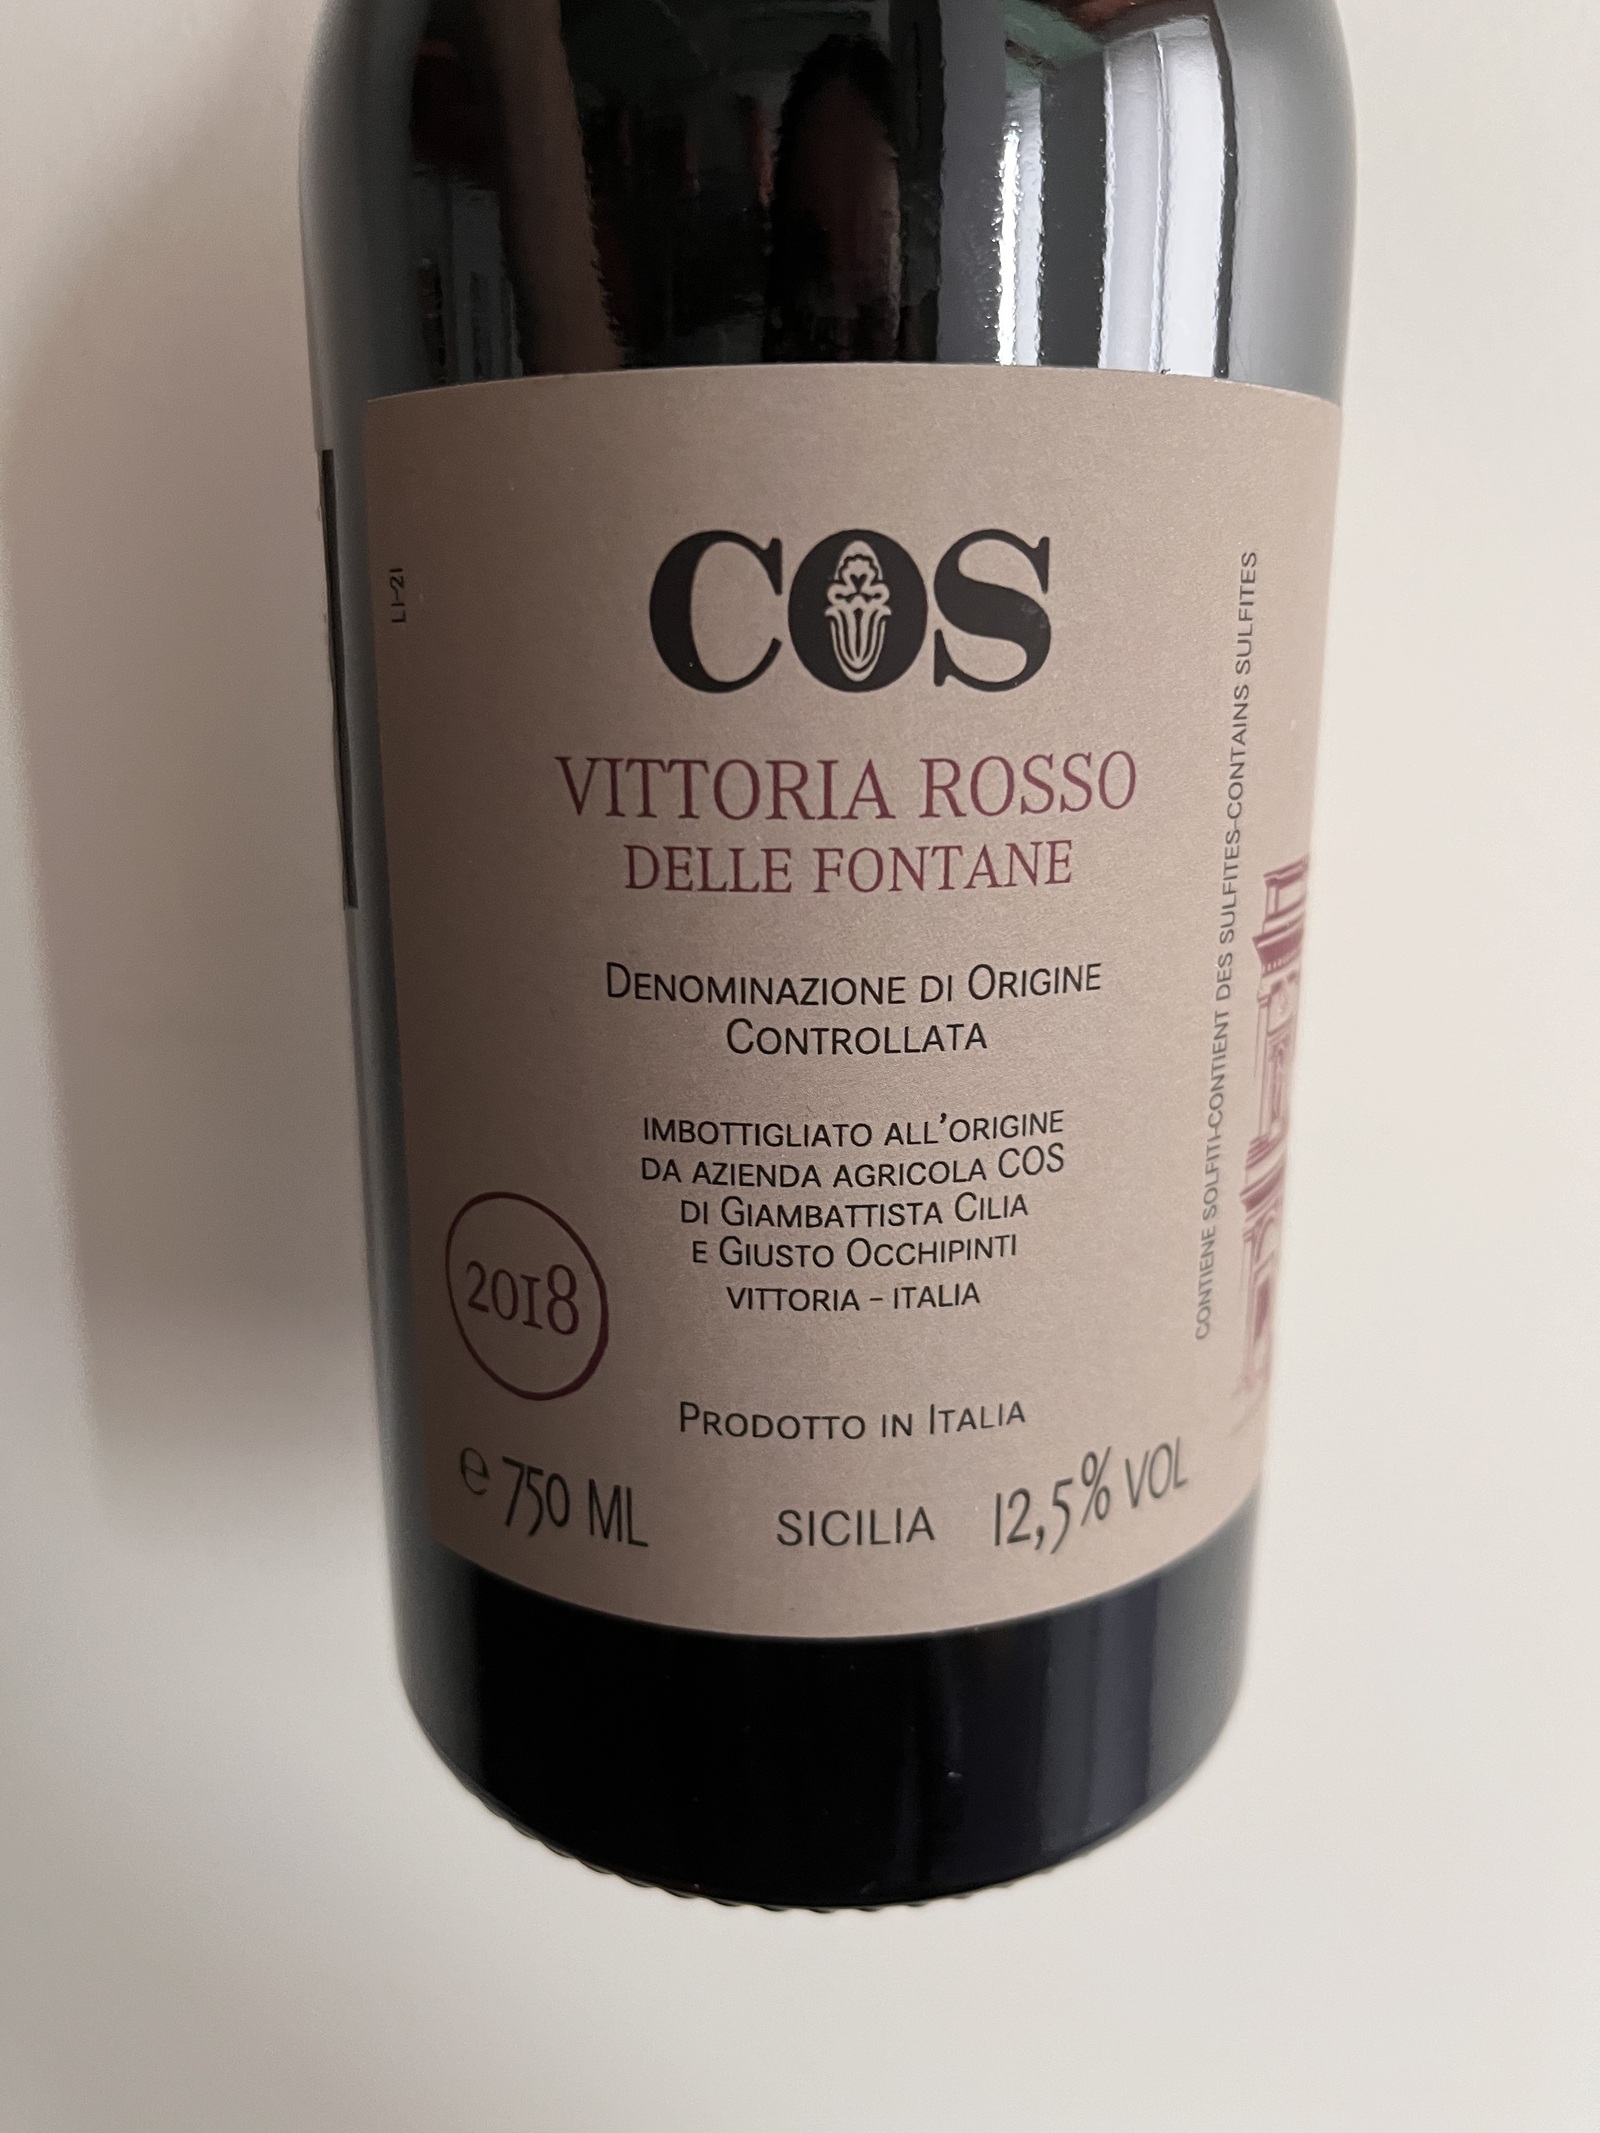 COS
VITTORIA ROSSO
DELLE FONTANE
DENOMINAZIONE DI ORIGINE
CONTROLLATA
IMBOTTIGLIATO ALL'ORIGINE
DA AZIENDA AGRICOLA COS
DI GIAMBATTISTA CILIA
E GIUSTO OCCHIPINTI
VITTORIA - ITALIA
2018
PRODOTTO IN ITALIA
e 750 ML
SICILIA
12,5% VOL
L1-21
CONTIENE SOLFITI-CONTIENT DES SULFITES-CONTAINS SULFITES